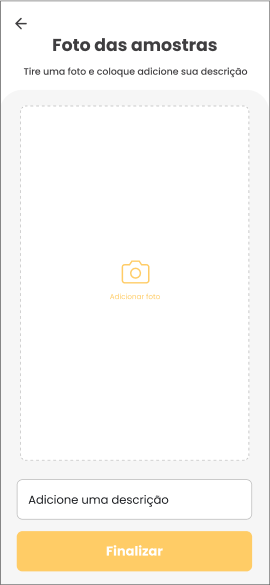 Foto das amostras
Tire uma foto e coloque adicione sua descrição
Adicionar foto
Adicione uma descrição
Finalizar